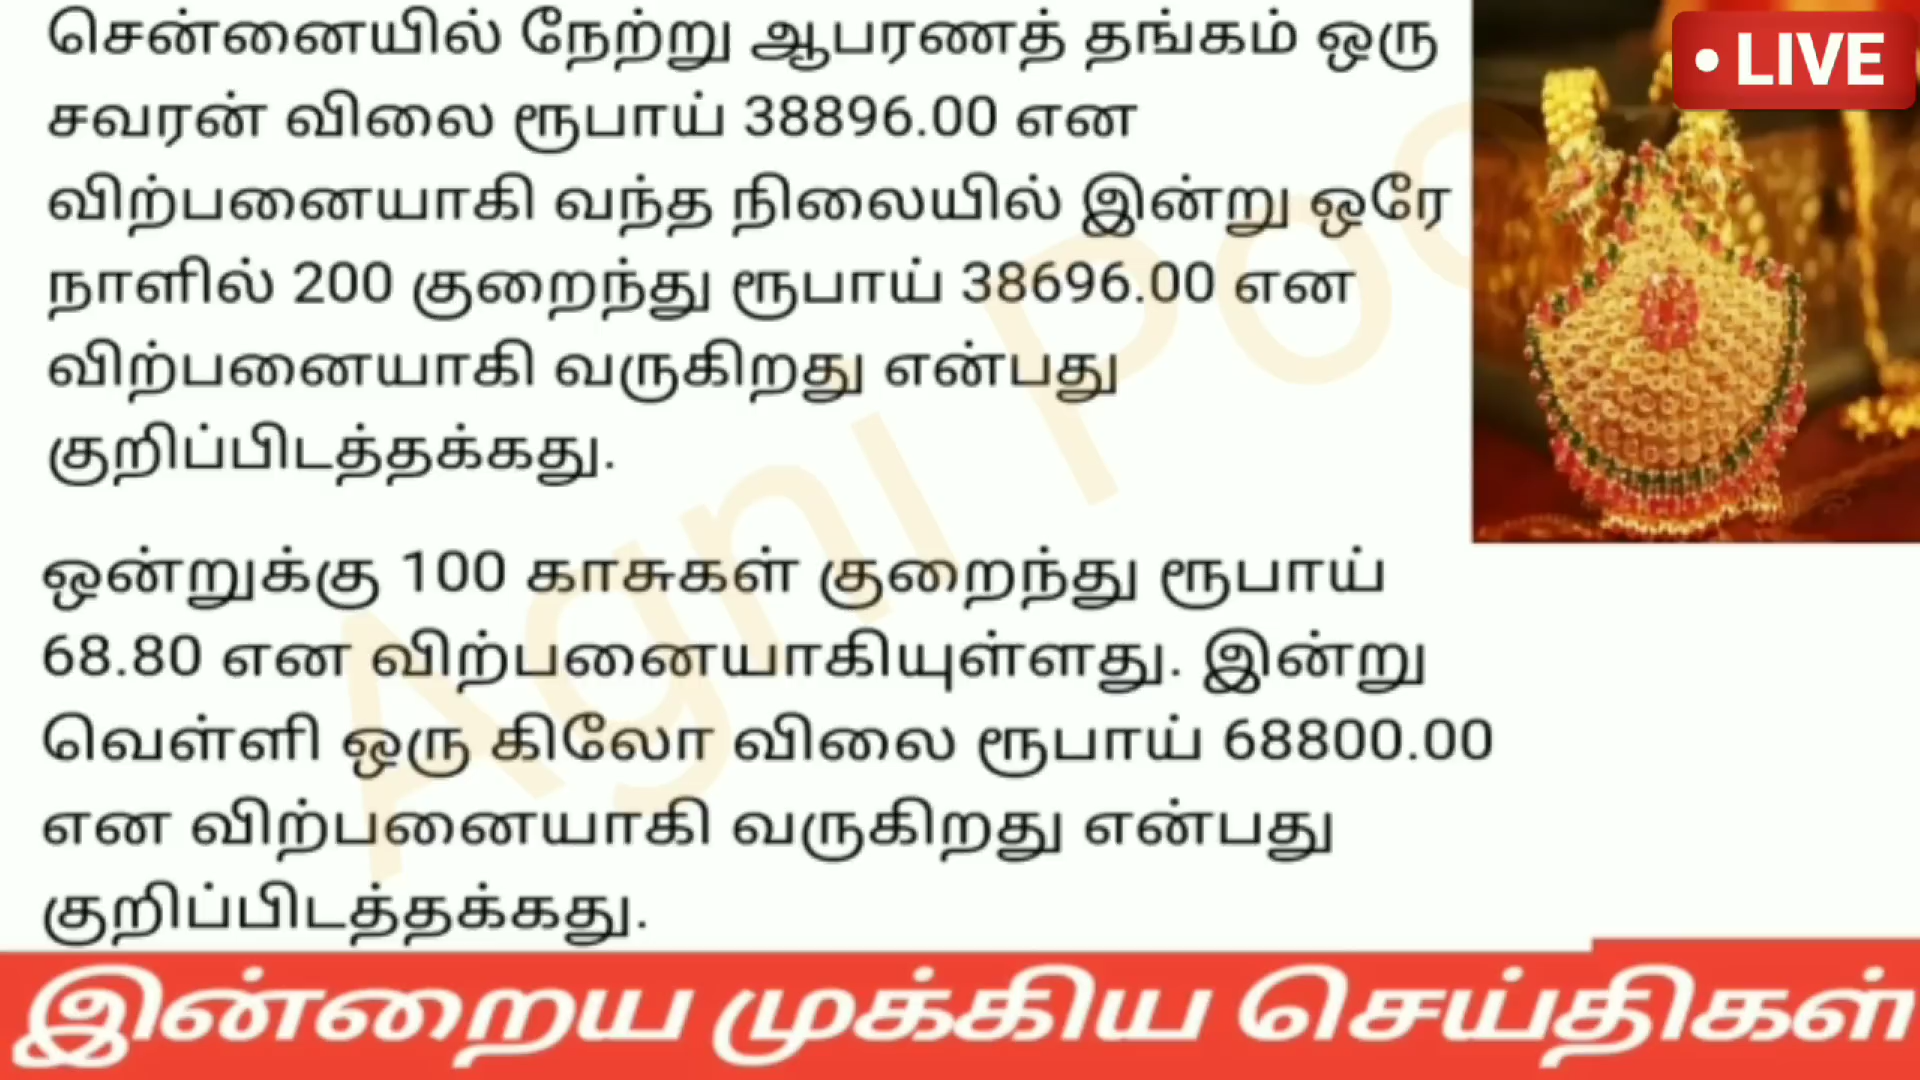 சென்னையில் நேற்று ஆபரணத் தங்கம் ஒரு
சவரன் விலை ரூபாய் 38896.00 என
விற்பனையாகி வந்த நிலையில் இன்று ஒரே
நாளில் 200 குறைந்து ரூபாய் 38696.00 என
விற்பனையாகி வருகிறது என்பது
குறிப்பிடத்தக்கது.
ஒன்றுக்கு 100 காசுகள் குறைந்து ரூபாய்
68.80 என விற்பனையாகியுள்ளது. இன்று
வெள்ளி ஒரு கிலோ விலை ரூபாய் 68800.00
என விற்பனையாகி வருகிறது என்பது
குறிப்பிடத்தக்கது.
• LIVE
Agni Poo
இன்றைய முக்கிய செய்திகள்